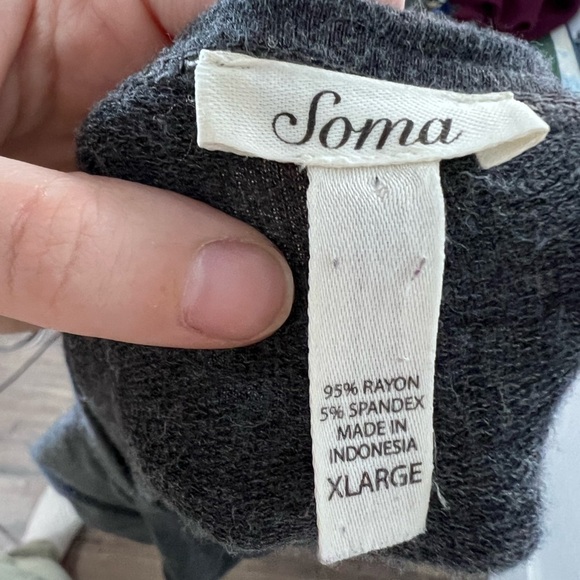 Soma
95% RAYON
5% SPANDEX
MADE IN
INDONESIA
XLARGE